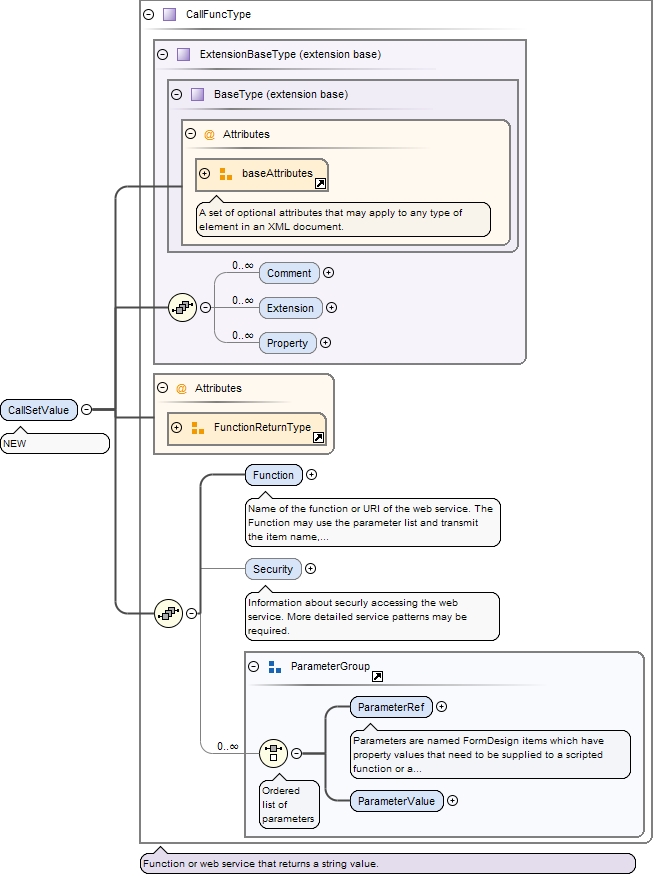 CallFuncType
ExtensionBaseType (extension base)
BaseType (extension base)
@ Attributes
baseAttributes
A set of optional attributes that may apply to any type of
element in an XML document.
0..∞
Comment
0..∞
Extension
0..∞
Property
@ Attributes
FunctionReturnType
CallSetValue
NEW
Function
Name of the function or URI of the web service. The
Function may use the parameter list and transmit
the item name,...
Security
Information about securly accessing the web
service. More detailed service patterns may be
required.
ParameterGroup
ParameterRef
Parameters are named FormDesign items which have
property values that need to be supplied to a scripted
function or a...
0..∞
Ordered
list of
parameters
ParameterValue
Function or web service that returns a string value.